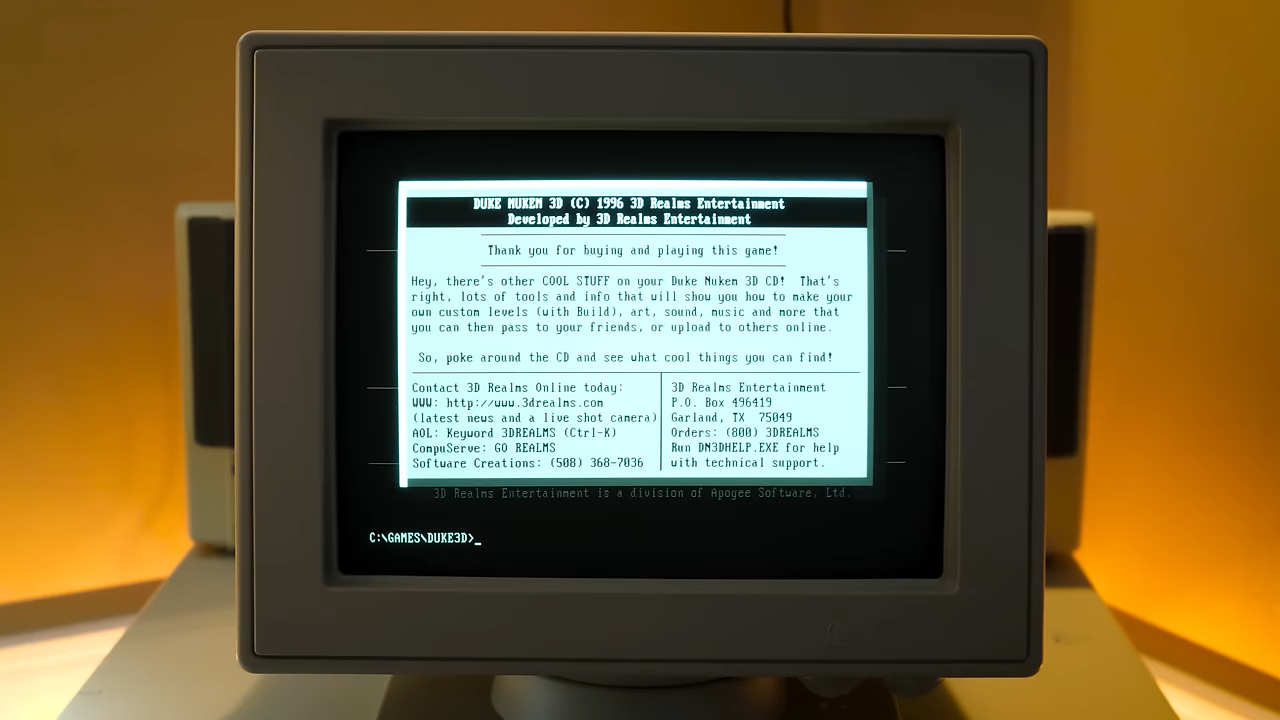 DUKE NUKEM 3D (C) 1996 3D Realms Entertainment
Developed by 3D Realms Entertainment
Thank you for buying and playing this game!
Hey, there's other COOL STUFF on your Duke Nukem 3D CD!  That's
right, lots of tools and info that will show you how to make your
own custom levels (with Build), art, sound, music and more that
you can then pass to your friends, or upload to others online.
So, poke around the CD and see what cool things you can find!
Contact 3D Realms Online today:
WWW: http://www.3drealms.com
(latest news and a live shot camera)
AOL: Keyword 3DREALMS (Ctrl-K)
CompuServe: GO REALMS
Software Creations: (508) 368-7036
3D Realms Entertainment
P.O. Box 496419
Garland, TX  75049
Orders: (800) 3DREALMS
Run DN3DHELP.EXE for help
with technical support.
3D Realms Entertainment is a division of Apogee Software, Ltd.
C:\GAMES\DUKE3D>_